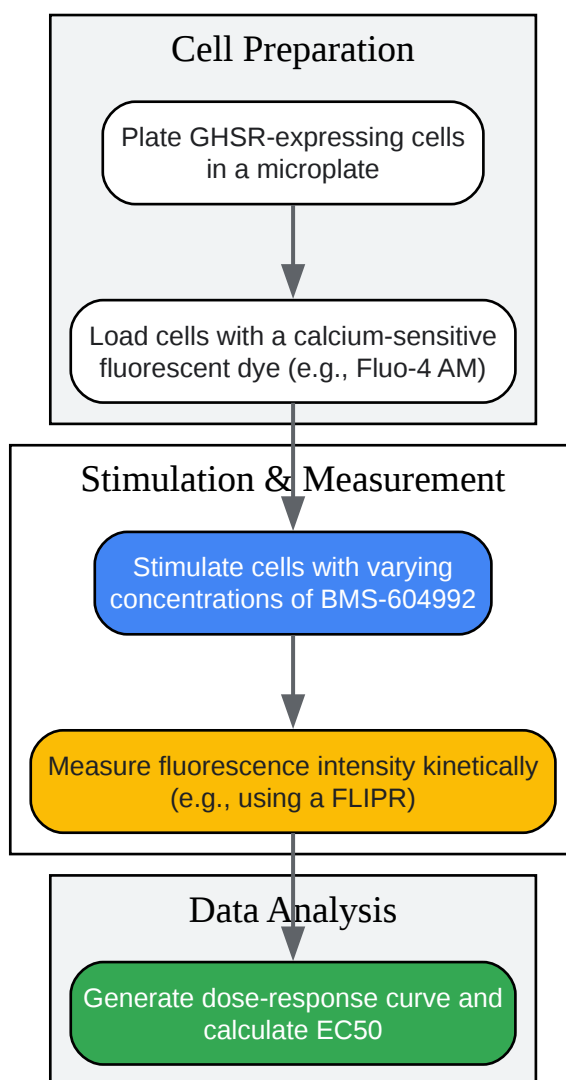 Cell Preparation
Plate GHSR-expressing cells
in a microplate
Load cells with a calcium-sensitive
fluorescent dye (e.g., Fluo-4 AM)
Stimulation & Measurement
Stimulate cells with varying
concentrations of BMS-604992
Measure fluorescence intensity kinetically
(e.g., using a FLIPR)
Data Analysis
Generate dose-response curve and
calculate EC50